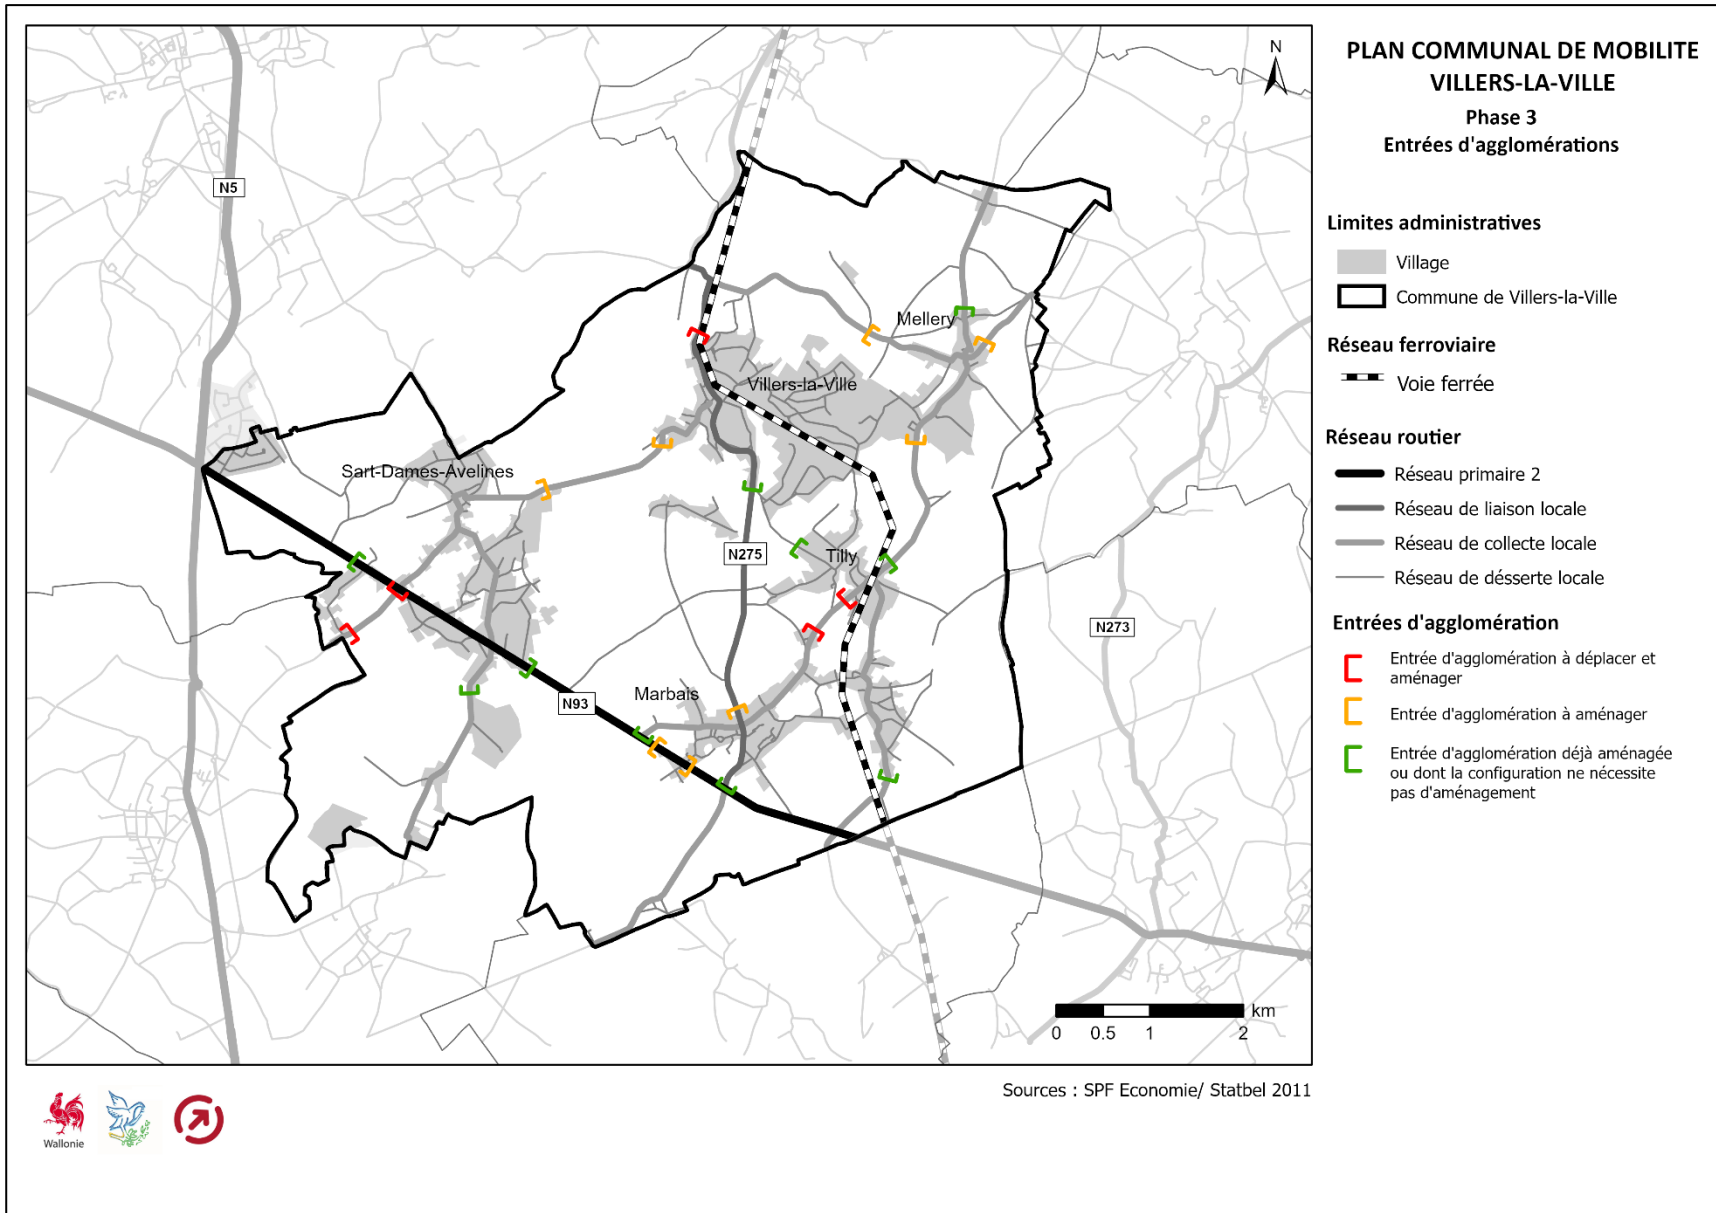 PLAN COMMUNAL DE MOBILITE
VILLERS-LA-VILLE
Phase 3
Entrées d'agglomérations
Limites administratives
Village
Commune de Villers-la-Ville
Réseau ferroviaire
Voie ferrée
Réseau routier
Réseau primaire 2
Réseau de liaison locale
Réseau de collecte locale
Réseau de désserte locale
Entrées d'agglomération
Entrée d'agglomération à déplacer et
aménager
Entrée d'agglomération à aménager
Entrée d'agglomération déjà aménagée
ou dont la configuration ne nécessite
pas d'aménagement
N
N5
Mellery
Villers-la-Ville
Sart-Dames-Avelines
N275
Tilly
N273
Marbais
N93
km
0 0.5 1 2
Sources : SPF Economie/ Statbel 2011
Wallonie